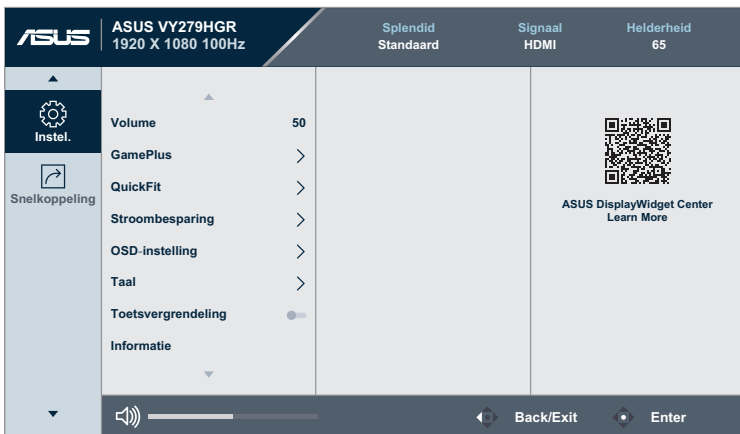 ASUS
ASUS VY279HGR
1920 X 1080 100Hz
Splendid
Standaard
Signaal
HDMI
Helderheid
65
Instel.
Snelkoppeling
Volume 50
GamePlus
QuickFit
Stroombesparing
OSD-instelling
Taal
Toetsvergrendeling
Informatie
ASUS DisplayWidget Center
Learn More
Back/Exit
Enter